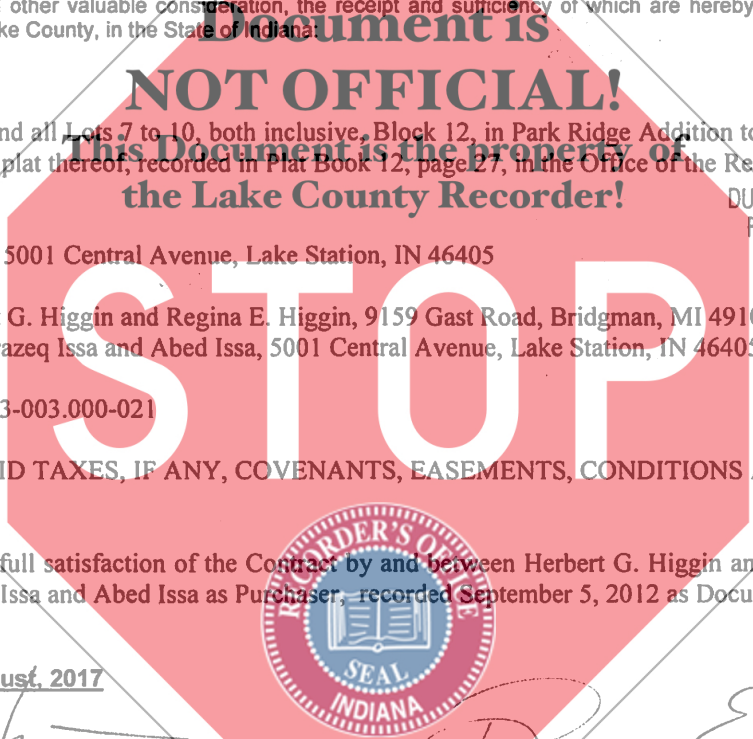 other valuable consideration, the receipt and sufficiency of which are hereby
ke County, in the State of Indiana:
Document is
NOT OFFICIAL!
nd all Lots 7 to 10, both inclusive, Block 12, in Park Ridge Addition to
This Document is the property of
plat thereof, recorded in Plat Book 12, page 27, in the Office of the Re
the Lake County Recorder!
DU
5001 Central Avenue, Lake Station, IN 46405
G. Higgin and Regina E. Higgin, 9159 Gast Road, Bridgman, MI 4910
razeq Issa and Abed Issa, 5001 Central Avenue, Lake Station, IN 46405
STOP
3-003.000-021
ID TAXES, IF ANY, COVENANTS, EASEMENTS, CONDITIONS
full satisfaction of the Contract by and between Herbert G. Higgin an
Issa and Abed Issa as Purchaser, recorded September 5, 2012 as Docu
RECORDER'S OFFICE
SEAL
INDIANA
ust, 2017